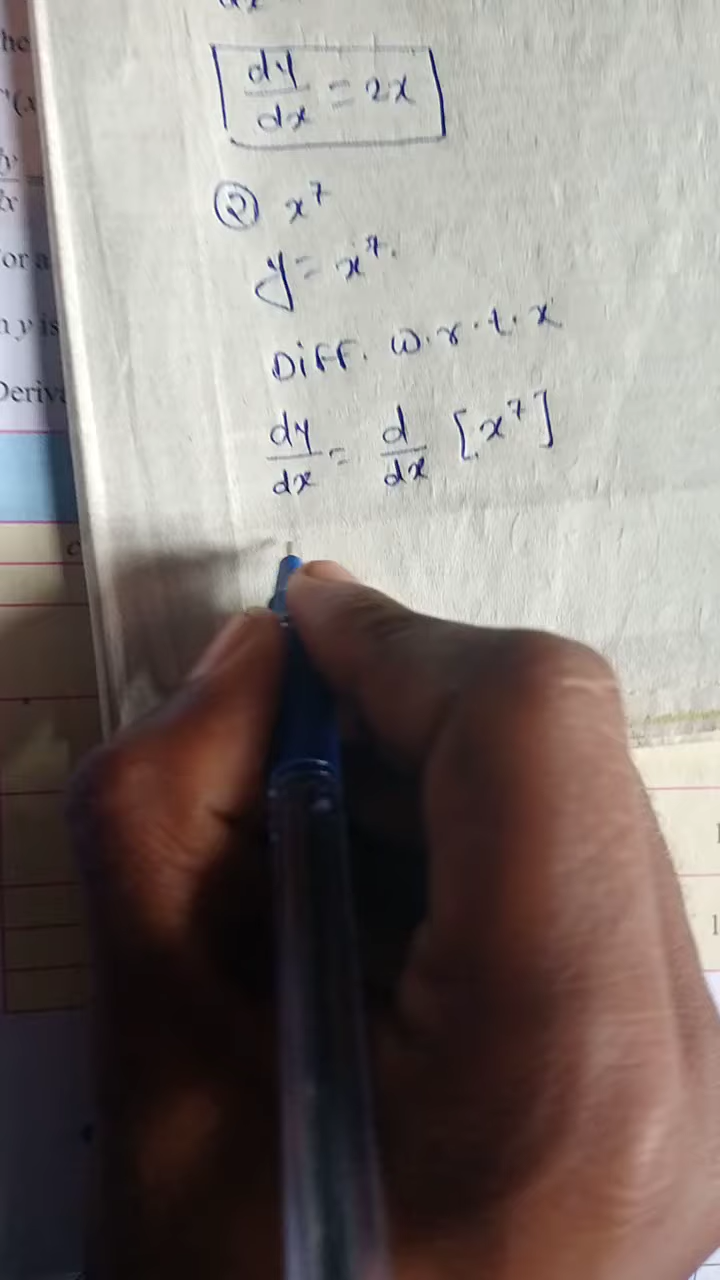 dy/dx = 2x
② x⁷
y = x⁷.
Diff. w.r.t. x
dy/dx = d/dx [x⁷]